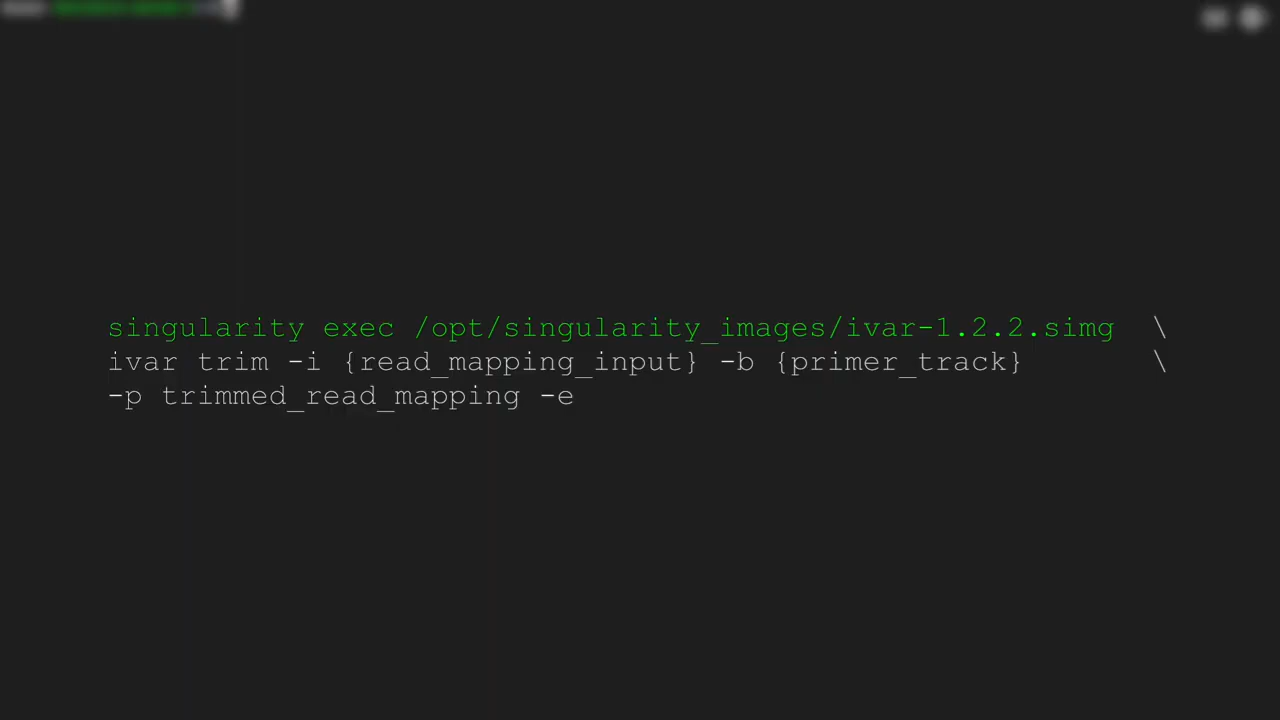 singularity exec /opt/singularity_images/ivar-1.2.2.simg \
ivar trim -i {read_mapping_input} -b {primer_track} \
-p trimmed_read_mapping -e